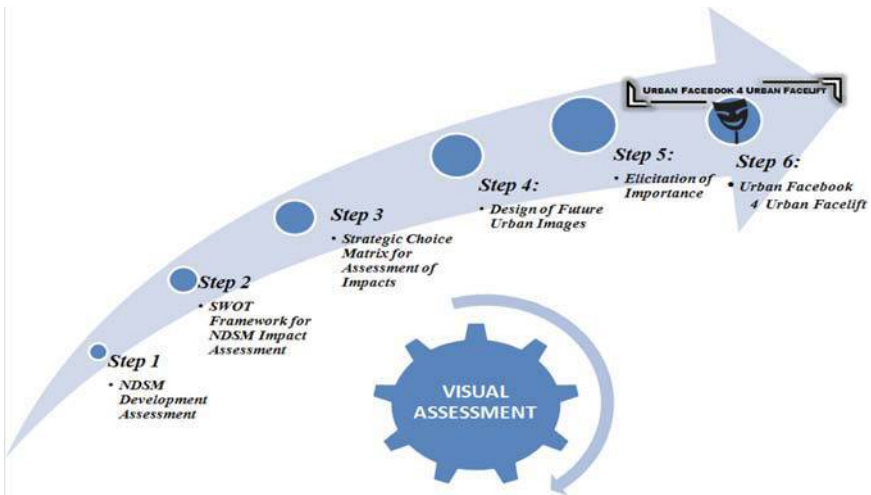 Step 1
• NDSM
Development
Assessment
Step 2
• SWOT
Framework for
NDSM Impact
Assessment
Step 3
• Strategic Choice
Matrix for
Assessment of
Impacts
Step 4:
• Design of Future
Urban Images
Step 5:
• Elicitation of
Importance
URBAN FACEBOOK 4 URBAN FACELIFT
Step 6:
• Urban Facebook
4 Urban Facelift
VISUAL
ASSESSMENT